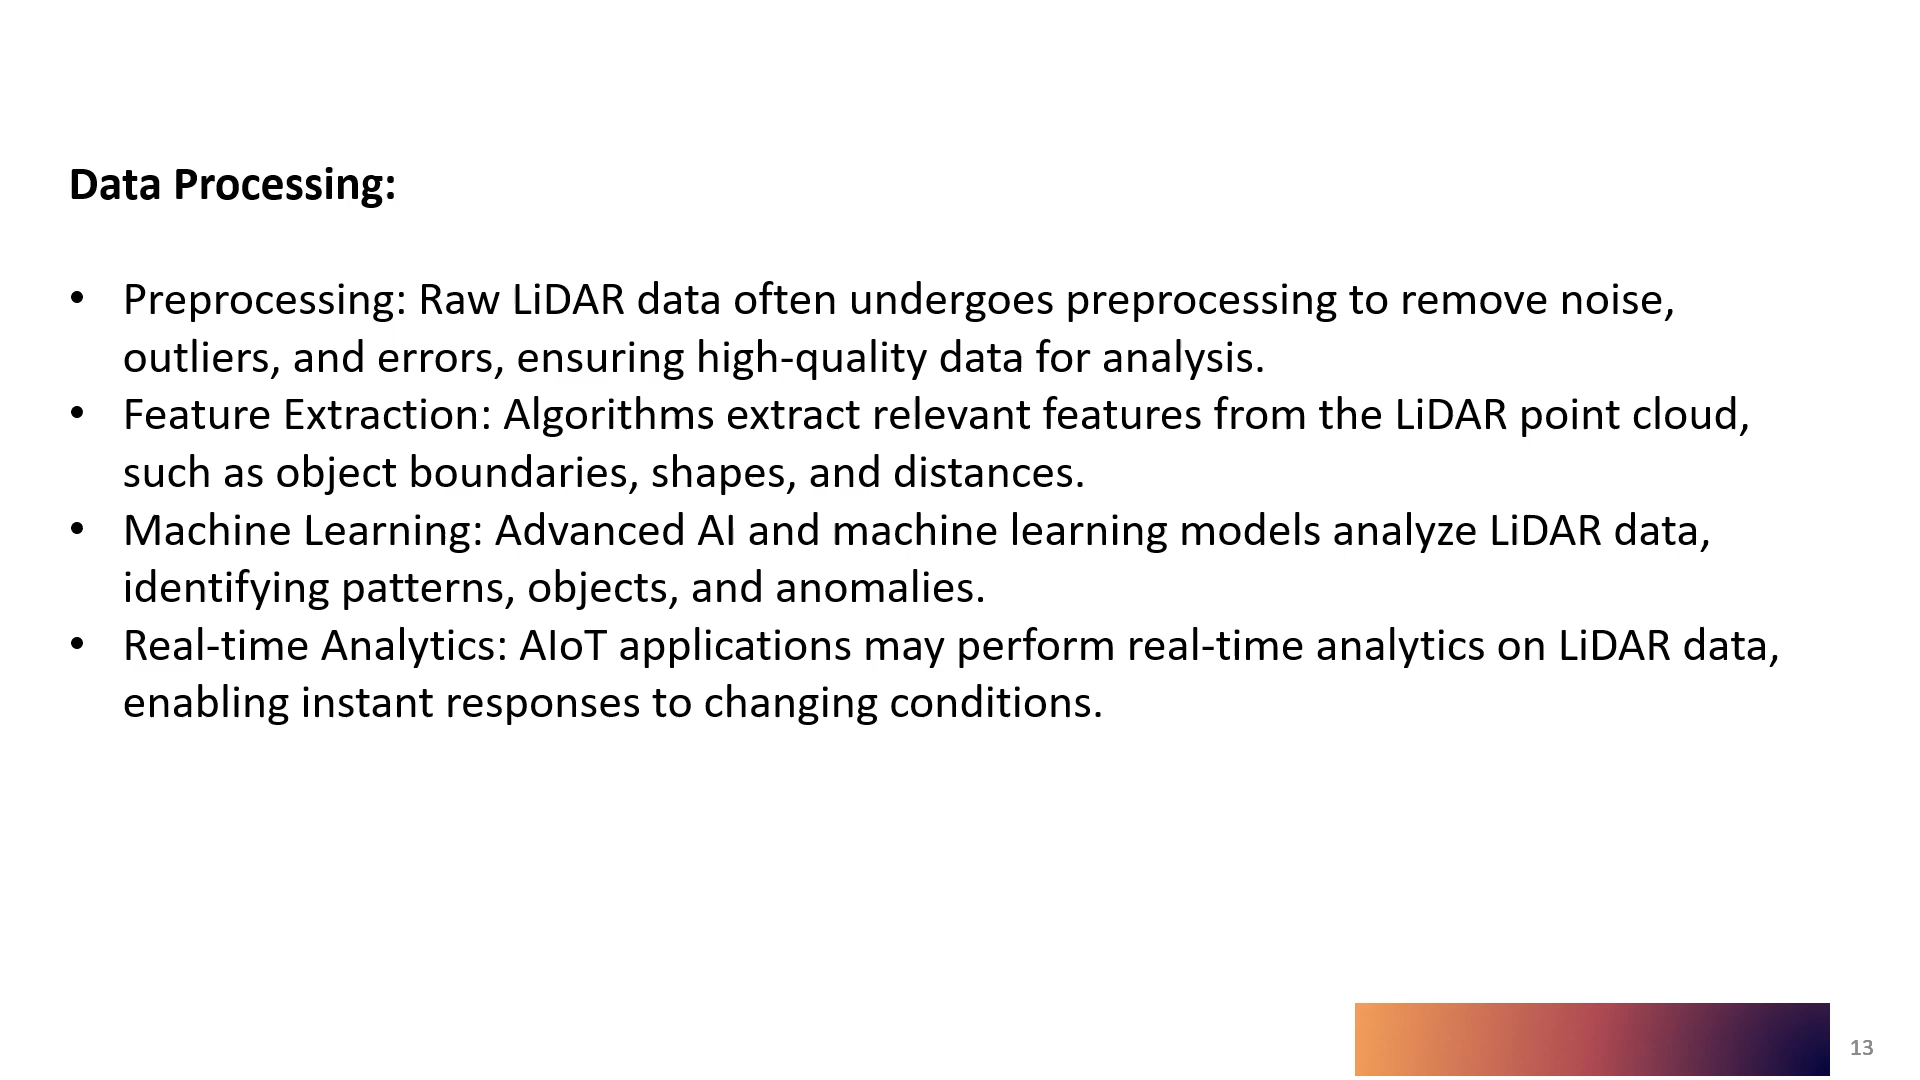 Data Processing:
• Preprocessing: Raw LiDAR data often undergoes preprocessing to remove noise,
outliers, and errors, ensuring high-quality data for analysis.
• Feature Extraction: Algorithms extract relevant features from the LiDAR point cloud,
such as object boundaries, shapes, and distances.
• Machine Learning: Advanced AI and machine learning models analyze LiDAR data,
identifying patterns, objects, and anomalies.
• Real-time Analytics: AIoT applications may perform real-time analytics on LiDAR data,
enabling instant responses to changing conditions.
13